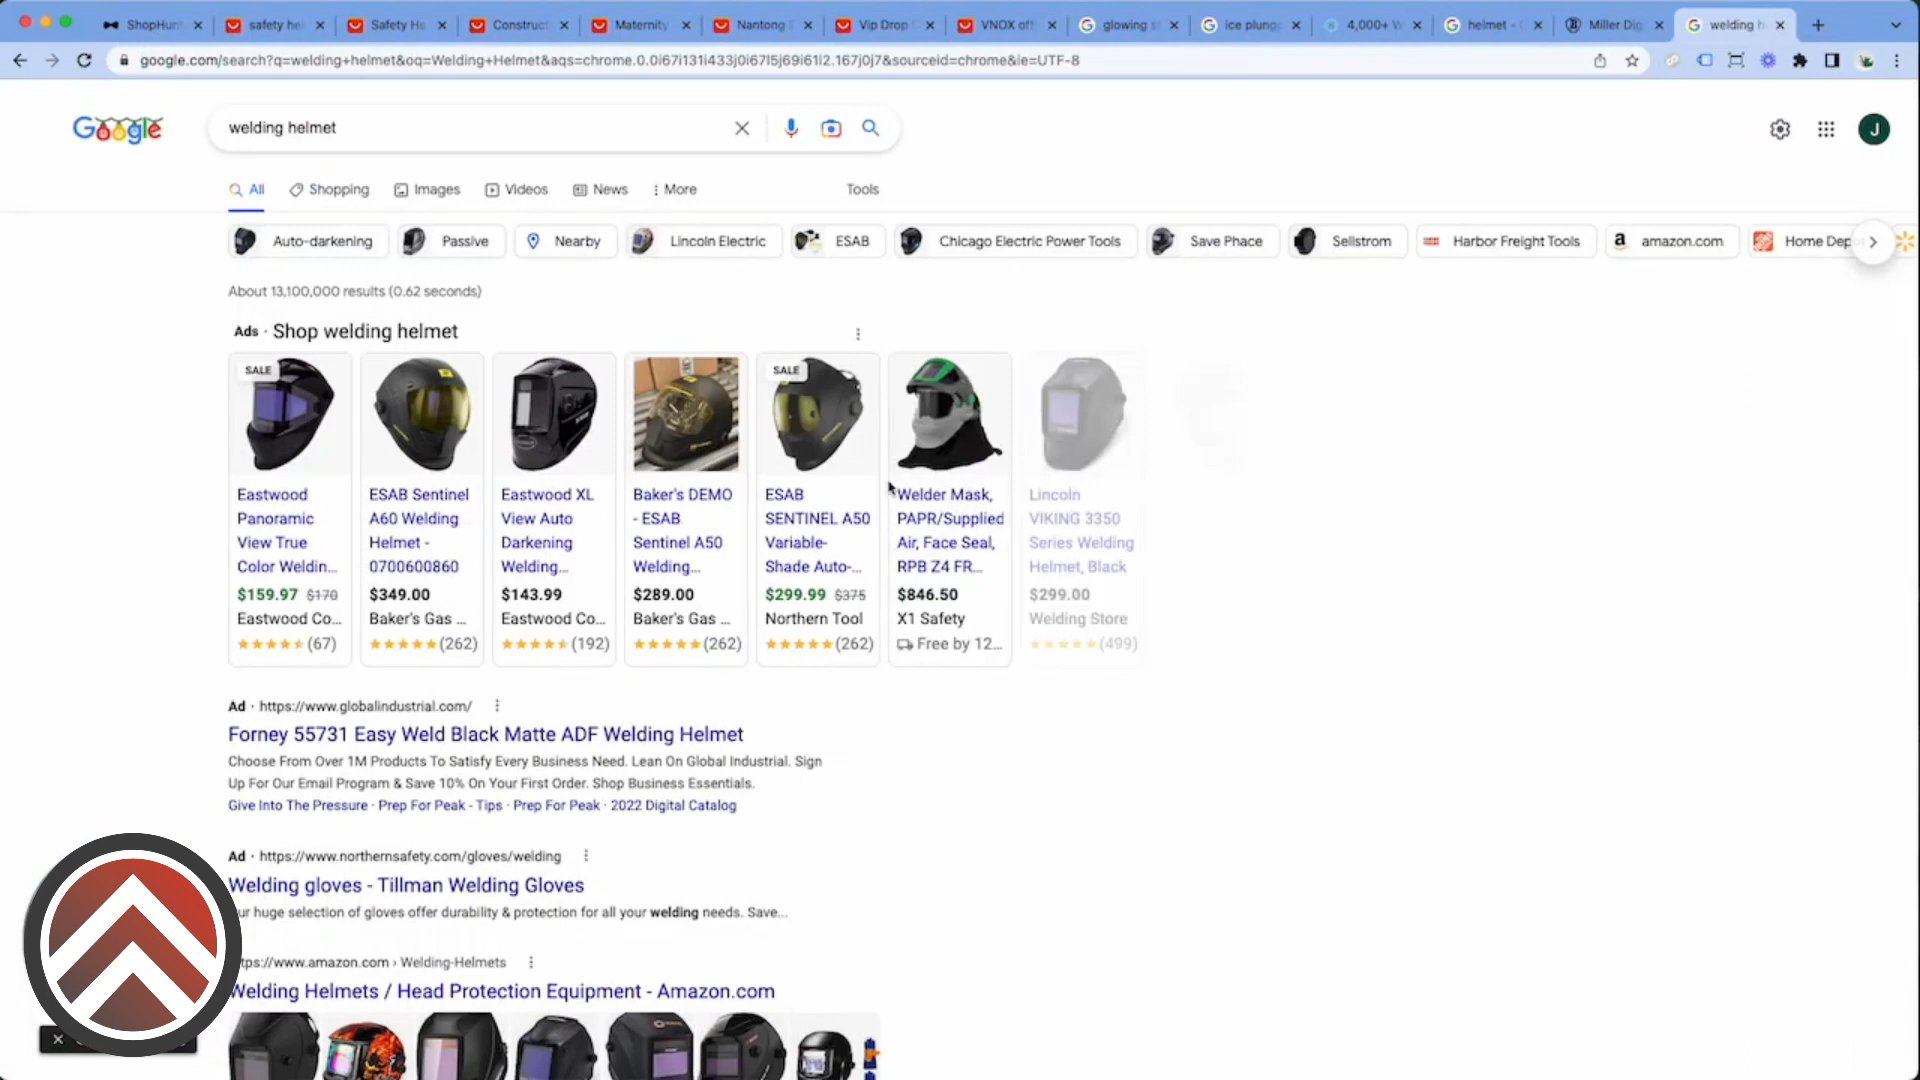 ShopHun
safety he
Safety He
Construct
Maternity
Nantong
Vip Drop
VNOX off
glowing s
ice plung
4,000+ W
helmet -
Miller Dig
welding h
google.com/search?q=welding+helmet&oq=Welding+Helmet&aqs=chrome.0.0i67i131i433j0i67l5j69i61l2.167j0j7&sourceid=chrome&ie=UTF-8
Google
welding helmet
J
All
Shopping
Images
Videos
News
More
Tools
Auto-darkening
Passive
Nearby
Lincoln Electric
ESAB
Chicago Electric Power Tools
Save Phace
Sellstrom
Harbor Freight Tools
amazon.com
Home Dep
About 13,100,000 results (0.62 seconds)
Ads · Shop welding helmet
SALE
Eastwood
Panoramic
View True
Color Weldin...
$159.97 $170
Eastwood Co...
(67)
ESAB Sentinel
A60 Welding
Helmet -
0700600860
$349.00
Baker's Gas ...
(262)
Eastwood XL
View Auto
Darkening
Welding...
$143.99
Eastwood Co...
(192)
Baker's DEMO
- ESAB
Sentinel A50
Welding...
$289.00
Baker's Gas ...
(262)
SALE
ESAB
SENTINEL A50
Variable-
Shade Auto-...
$299.99 $375
Northern Tool
(262)
Welder Mask,
PAPR/Supplied
Air, Face Seal,
RPB Z4 FR...
$846.50
X1 Safety
Free by 12...
Lincoln
VIKING 3350
Series Welding
Helmet, Black
$299.00
Welding Store
(499)
Ad · https://www.globalindustrial.com/
Forney 55731 Easy Weld Black Matte ADF Welding Helmet
Choose From Over 1M Products To Satisfy Every Business Need. Lean On Global Industrial. Sign
Up For Our Email Program & Save 10% On Your First Order. Shop Business Essentials.
Give Into The Pressure · Prep For Peak - Tips · Prep For Peak · 2022 Digital Catalog
Ad · https://www.northernsafety.com/gloves/welding
Welding gloves - Tillman Welding Gloves
ur huge selection of gloves offer durability & protection for all your welding needs. Save...
tps://www.amazon.com › Welding-Helmets
Welding Helmets / Head Protection Equipment - Amazon.com